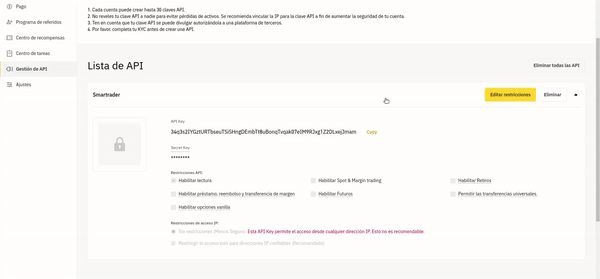 Pago
Programa de referidos
Centro de recompensas
Centro de tareas
Gestión de API
Ajustes
1. Cada cuenta puede crear hasta 30 claves API.
2. No reveles tu clave API a nadie para evitar pérdidas de activos. Se recomienda vincular la IP para la clave API a fin de aumentar la seguridad de tu cuenta.
3. Ten en cuenta que tu clave API se puede divulgar autorizándola a una plataforma de terceros.
4. Por favor, completa tu KYC antes de crear una API.
Lista de API
Eliminar todas las API
Smartrader
Editar restricciones
Eliminar
API Key
Copy
Secret Key
********
Restricciones API:
Habilitar lectura
Habilitar Spot & Margin trading
Habilitar Retiros
Habilitar préstamo, reembolso y transferencia de margen
Habilitar Futuros
Permitir las transferencias universales
Habilitar opciones vanilla
Restricciones de acceso IP:
Sin restricciones (Menos Seguro) Esta API Key permite el acceso desde cualquier dirección IP. Esto no es recomendable.
Restringir el acceso solo para direcciones IP confiables (Recomendado)